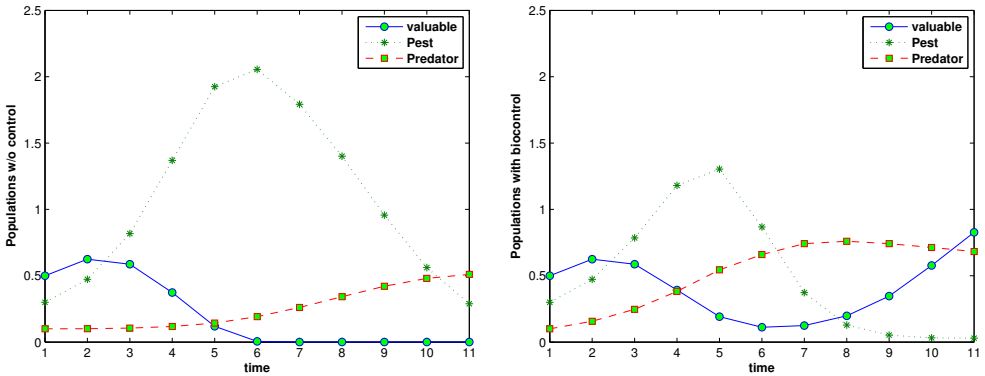 Populations w/o control
2.5
2
1.5
1
0.5
0
1 2 3 4 5 6 7 8 9 10 11
time
valuable
Pest
Predator
Populations with biocontrol
2.5
2
1.5
1
0.5
0
1 2 3 4 5 6 7 8 9 10 11
time
valuable
Pest
Predator